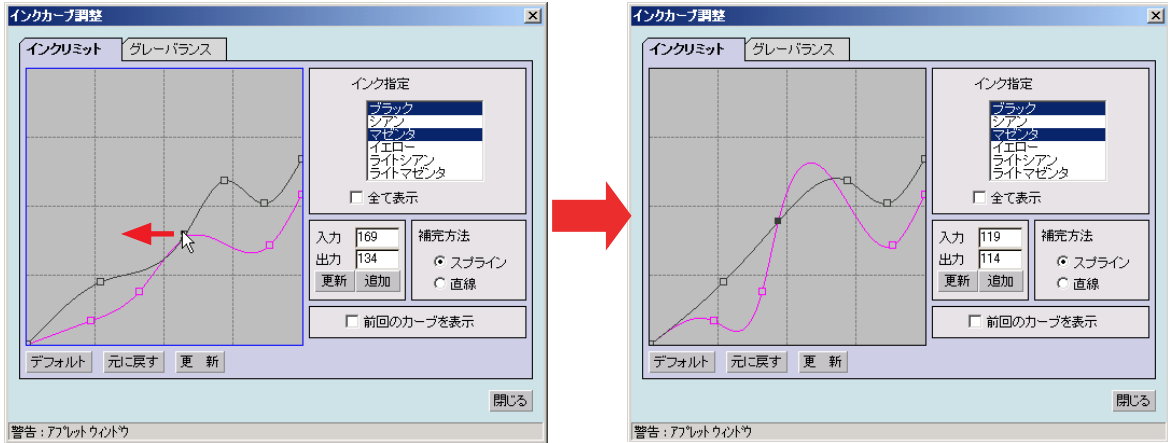 インクカーブ調整
インクリミット
グレーバランス
インク指定
ブラック
シアン
マゼンタ
イエロー
ライトシアン
ライトマゼンタ
全て表示
入力 169
出力 134
更新 追加
補完方法
スプライン
直線
前回のカーブを表示
デフォルト 元に戻す 更 新
閉じる
警告：アプレット ウィンドウ
インクカーブ調整
インクリミット
グレーバランス
インク指定
ブラック
シアン
マゼンタ
イエロー
ライトシアン
ライトマゼンタ
全て表示
入力 119
出力 114
更新 追加
補完方法
スプライン
直線
前回のカーブを表示
デフォルト 元に戻す 更 新
閉じる
警告：アプレット ウィンドウ